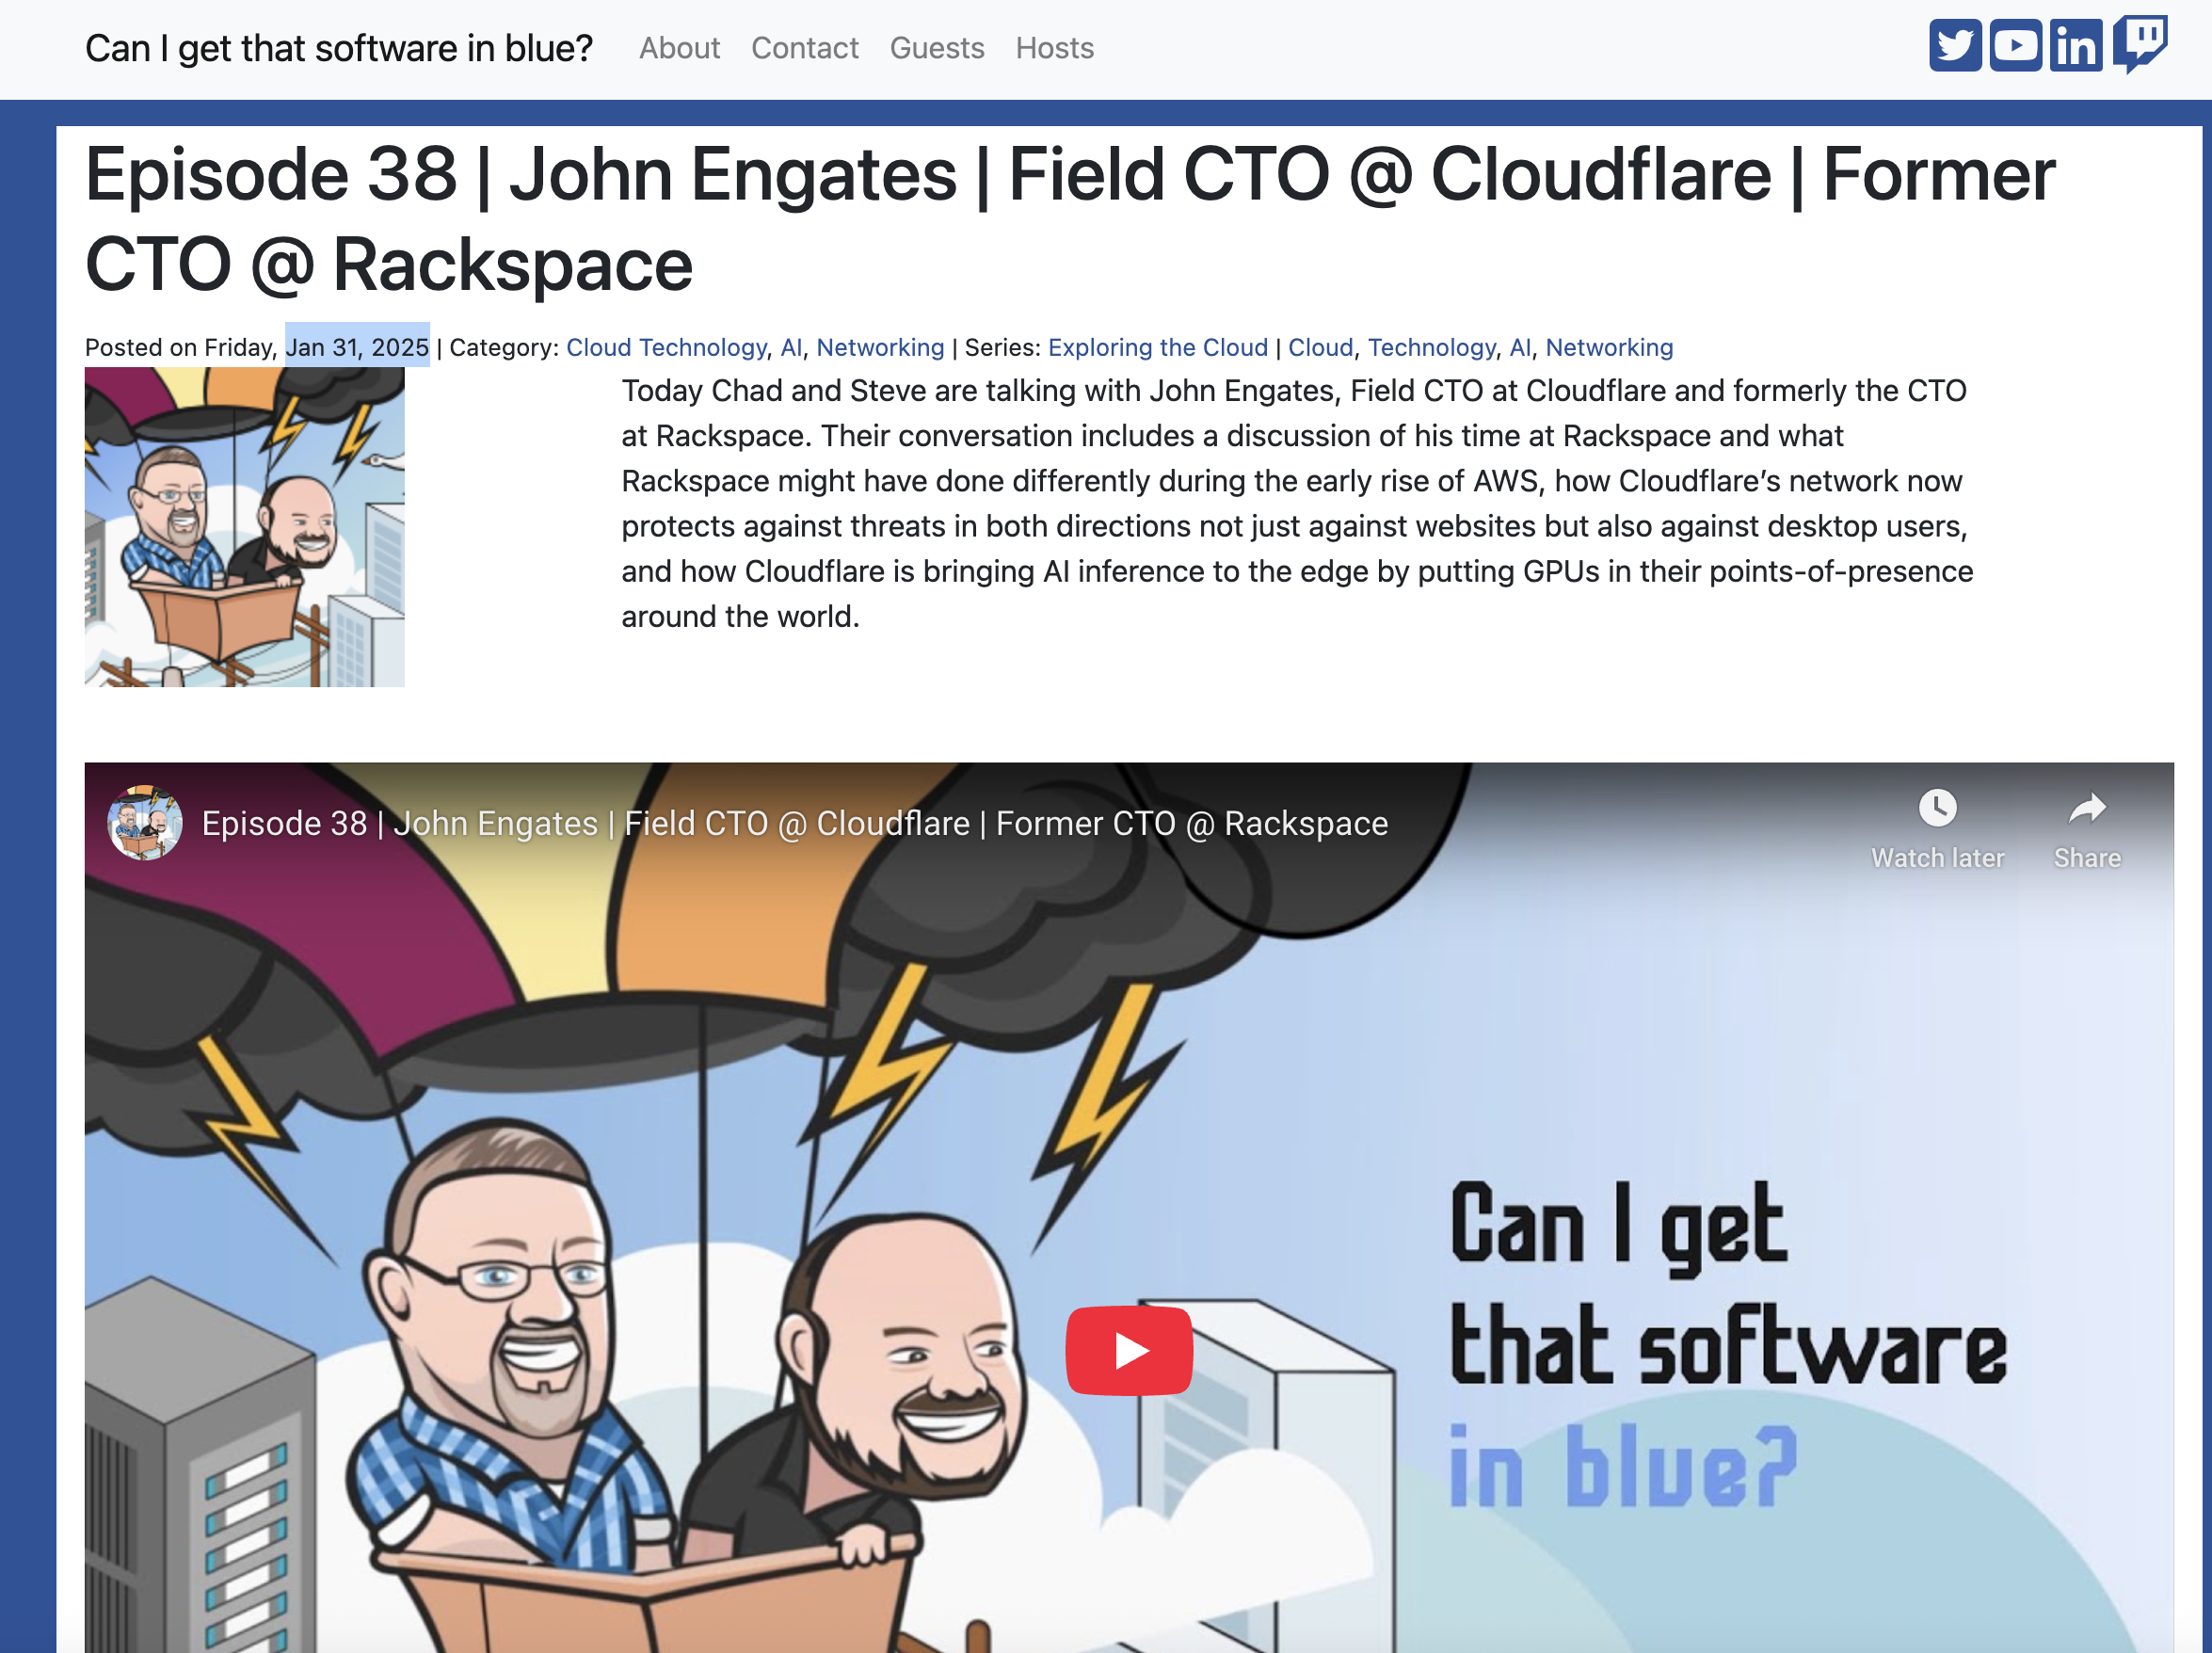 Can I get that software in blue? About Contact Guests Hosts
Episode 38 | John Engates | Field CTO @ Cloudflare | Former
CTO @ Rackspace
Posted on Friday, Jan 31, 2025 | Category: Cloud Technology, AI, Networking | Series: Exploring the Cloud | Cloud, Technology, AI, Networking
Today Chad and Steve are talking with John Engates, Field CTO at Cloudflare and formerly the CTO
at Rackspace. Their conversation includes a discussion of his time at Rackspace and what
Rackspace might have done differently during the early rise of AWS, how Cloudflare’s network now
protects against threats in both directions not just against websites but also against desktop users,
and how Cloudflare is bringing AI inference to the edge by putting GPUs in their points-of-presence
around the world.
Episode 38 | John Engates | Field CTO @ Cloudflare | Former CTO @ Rackspace
Watch later Share
Can I get
that software
in blue?